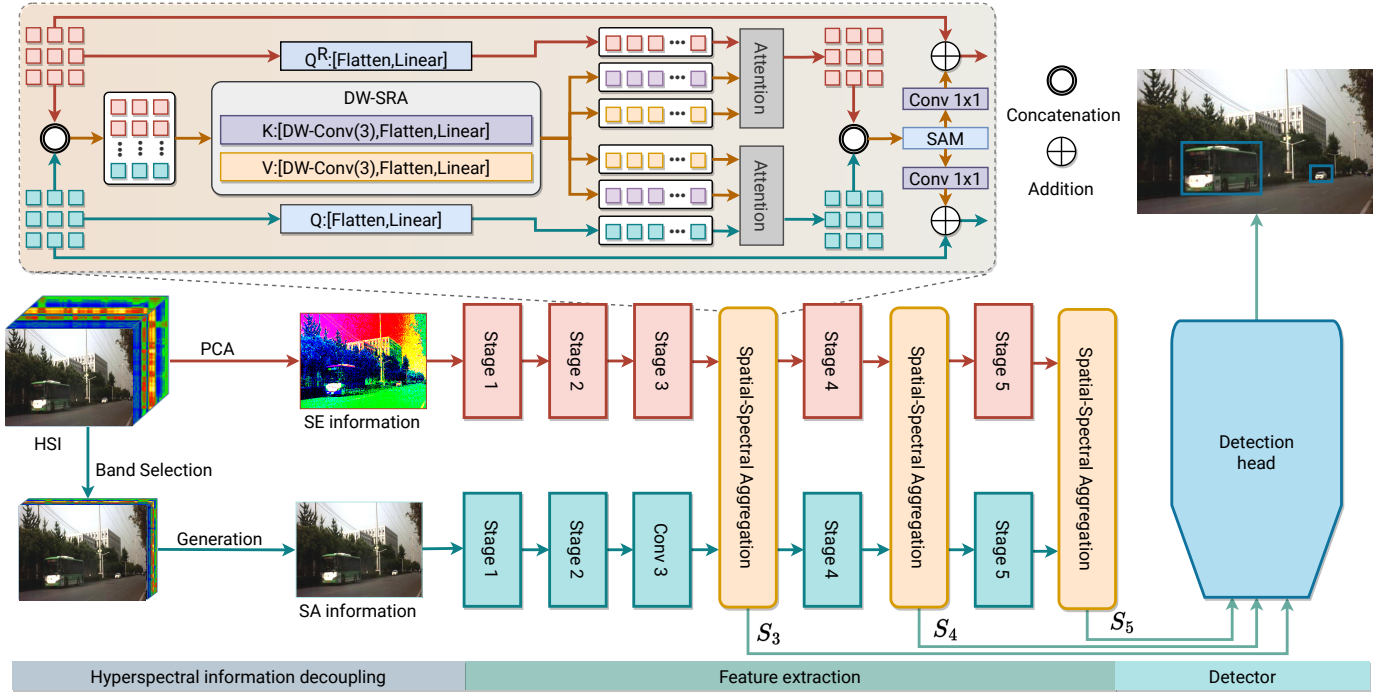 Q^R:[Flatten,Linear]
DW-SRA
K:[DW-Conv(3),Flatten,Linear]
V:[DW-Conv(3),Flatten,Linear]
Q:[Flatten,Linear]
Attention
Attention
Conv 1x1
SAM
Conv 1x1
Concatenation
Addition
HSI
PCA
SE information
Band Selection
Generation
SA information
Stage 1
Stage 2
Stage 3
Spatial-Spectral Aggregation
Stage 4
Spatial-Spectral Aggregation
Stage 5
Spatial-Spectral Aggregation
Stage 1
Stage 2
Conv 3
Stage 4
Stage 5
S_3
S_4
S_5
Detection
head
Hyperspectral information decoupling
Feature extraction
Detector